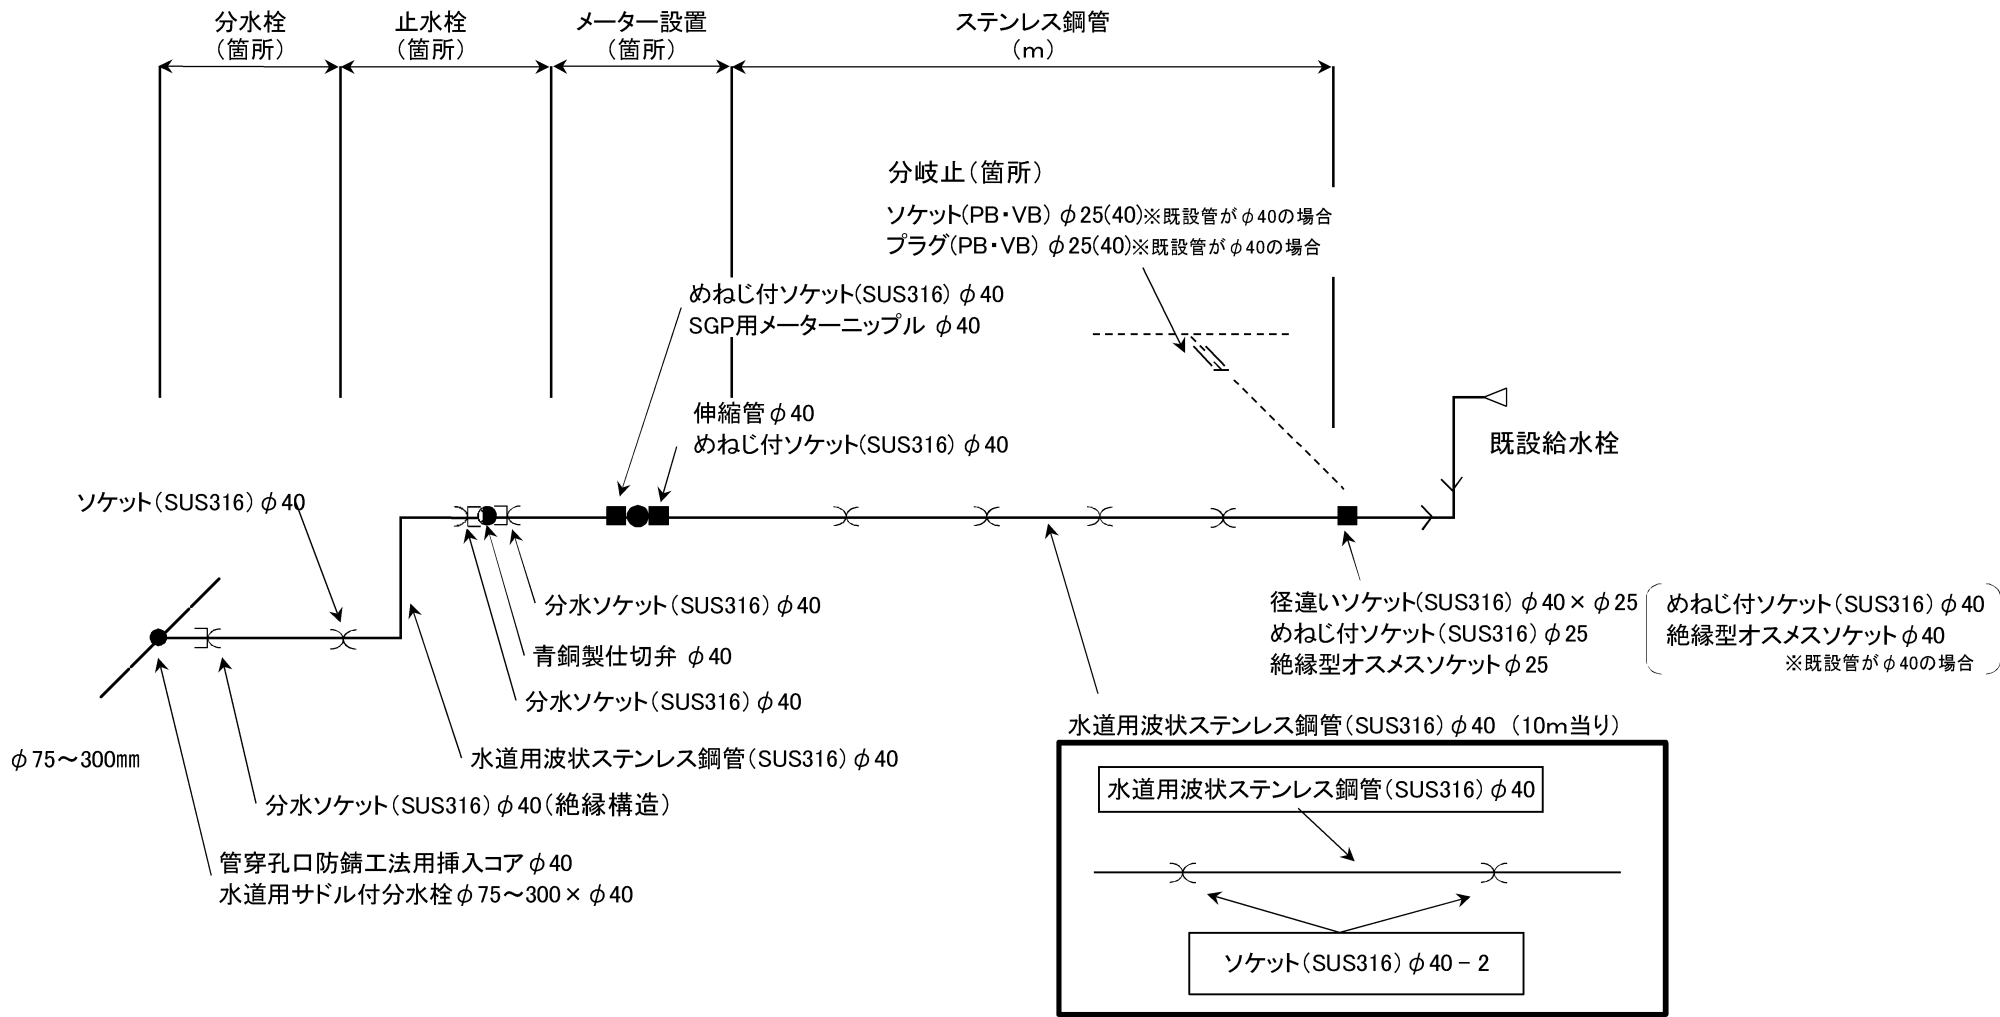 分水栓
(箇所)
止水栓
(箇所)
メーター設置
(箇所)
ステンレス鋼管
(m)
分岐止(箇所)
ソケット(PB・VB) φ25(40)※既設管がφ40の場合
プラグ(PB・VB) φ25(40)※既設管がφ40の場合
めねじ付ソケット(SUS316) φ40
SGP用メーターニップル φ40
伸縮管φ40
めねじ付ソケット(SUS316) φ40
既設給水栓
ソケット(SUS316) φ40
分水ソケット(SUS316) φ40
青銅製仕切弁 φ40
分水ソケット(SUS316) φ40
水道用波状ステンレス鋼管(SUS316) φ40
分水ソケット(SUS316) φ40(絶縁構造)
管穿孔口防錆工法用挿入コアφ40
水道用サドル付分水栓φ75～300×φ40
φ75～300mm
径違いソケット(SUS316) φ40×φ25
めねじ付ソケット(SUS316) φ25
絶縁型オスメスソケットφ25
めねじ付ソケット(SUS316) φ40
絶縁型オスメスソケットφ40
※既設管がφ40の場合
水道用波状ステンレス鋼管(SUS316) φ40 (10m当り)
水道用波状ステンレス鋼管(SUS316) φ40
ソケット(SUS316) φ40－2